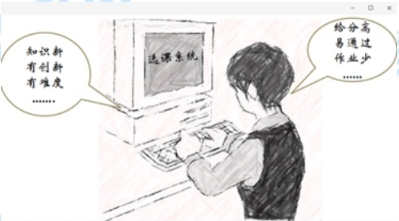 知识新
有创新
有难度
.......
选课系统
给分高
易通过
作业少
......